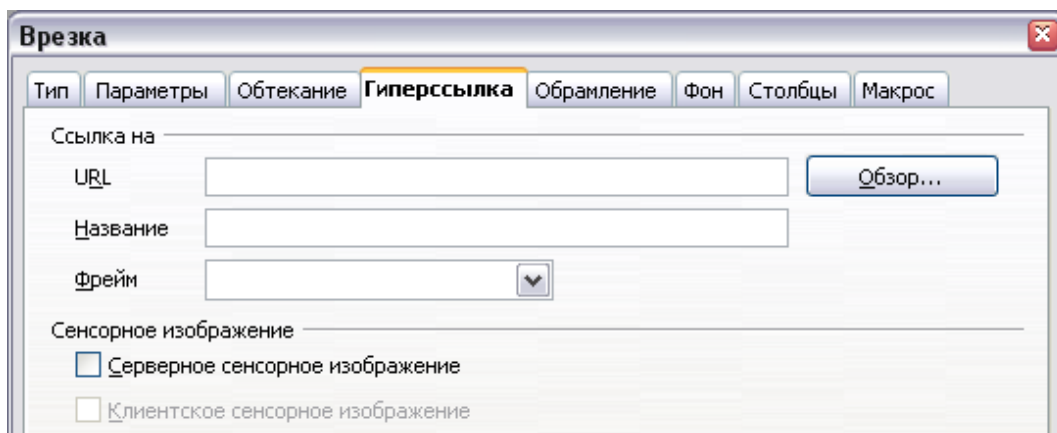 Врезка
Тип Параметры Обтекание Гиперссылка Обрамление Фон Столбцы Макрос
Ссылка на
URL Обзор...
Название
Фрейм
Сенсорное изображение
Серверное сенсорное изображение
Клиентское сенсорное изображение